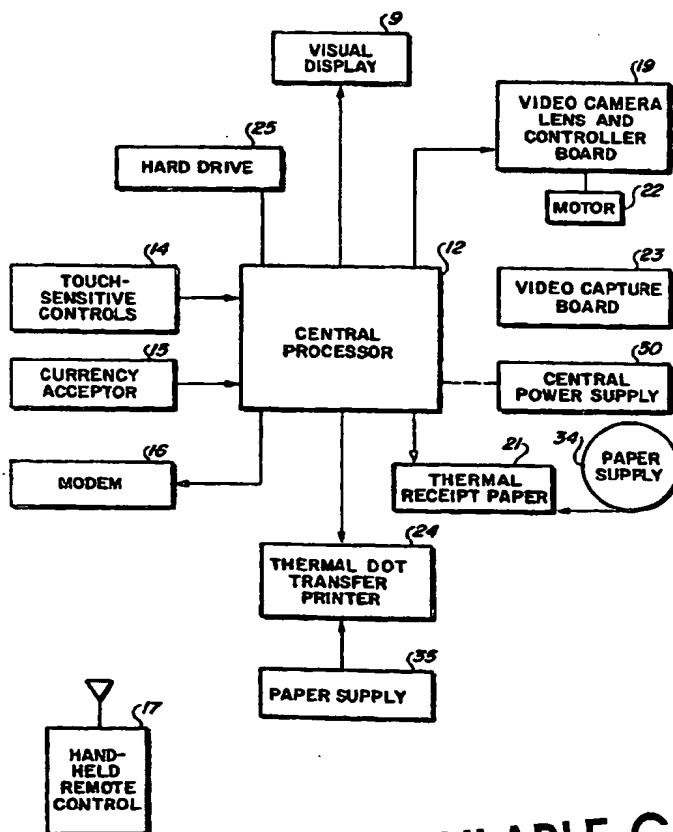 9
VISUAL
DISPLAY
19
VIDEO CAMERA
LENS AND
CONTROLLER
BOARD
25
HARD DRIVE
MOTOR
22
14
TOUCH-
SENSITIVE
CONTROLS
12
CENTRAL
PROCESSOR
23
VIDEO CAPTURE
BOARD
15
CURRENCY
ACCEPTOR
50
CENTRAL
POWER SUPPLY
16
MODEM
21
THERMAL
RECEIPT PAPER
34
PAPER
SUPPLY
24
THERMAL DOT
TRANSFER
PRINTER
35
PAPER SUPPLY
17
HAND-
HELD
REMOTE
CONTROL